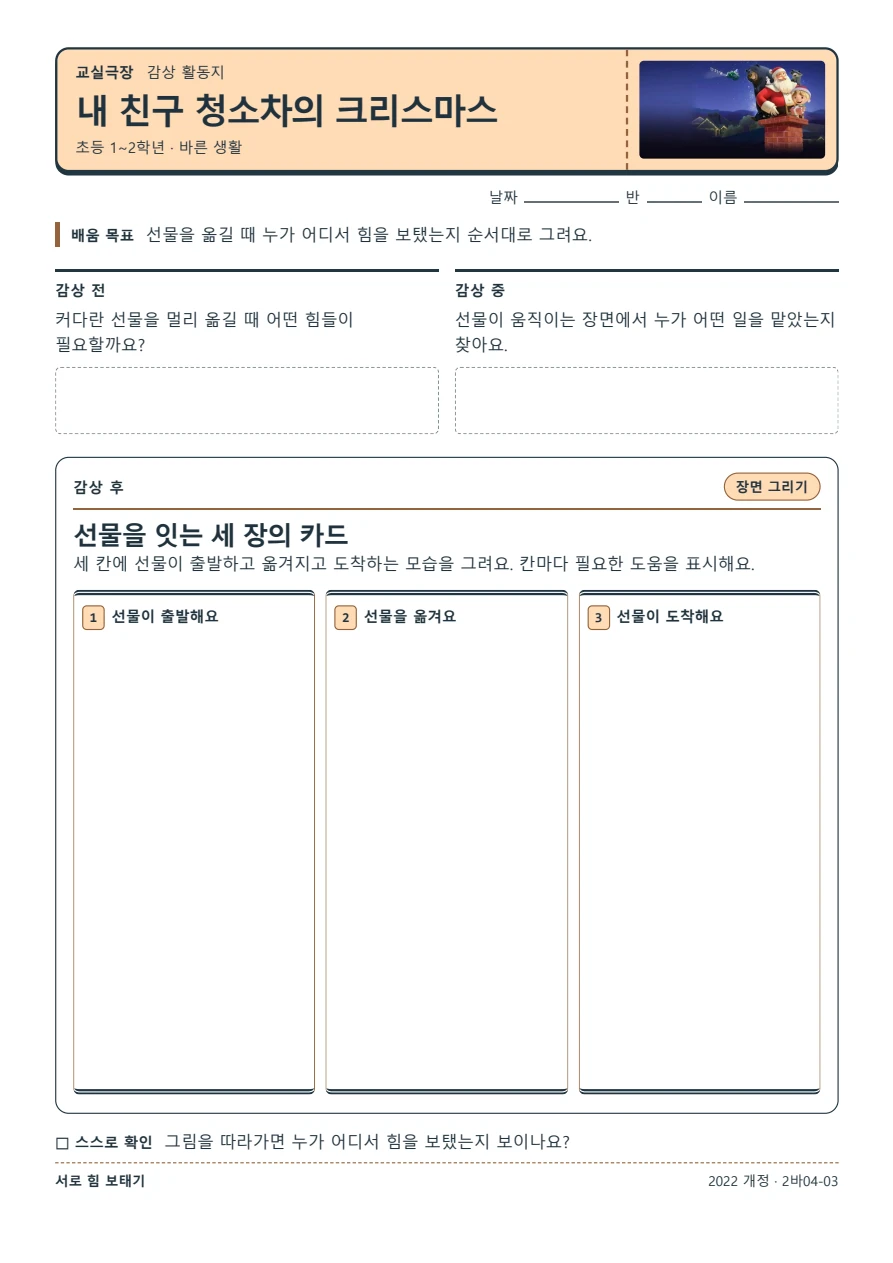 교실극장 감상 활동지
내 친구 청소차의 크리스마스
초등 1~2학년 · 바른 생활
날짜 반 이름
배움 목표 선물을 옮길 때 누가 어디서 힘을 보탰는지 순서대로 그려요.
감상 전
커다란 선물을 멀리 옮길 때 어떤 힘들이
필요할까요?
감상 중
선물이 움직이는 장면에서 누가 어떤 일을 맡았는지
찾아요.
감상 후
장면 그리기
선물을 잇는 세 장의 카드
세 칸에 선물이 출발하고 옮겨지고 도착하는 모습을 그려요. 칸마다 필요한 도움을 표시해요.
1 선물이 출발해요
2 선물을 옮겨요
3 선물이 도착해요
□ 스스로 확인 그림을 따라가면 누가 어디서 힘을 보탰는지 보이나요?
서로 힘 보태기
2022 개정 · 2바04-03